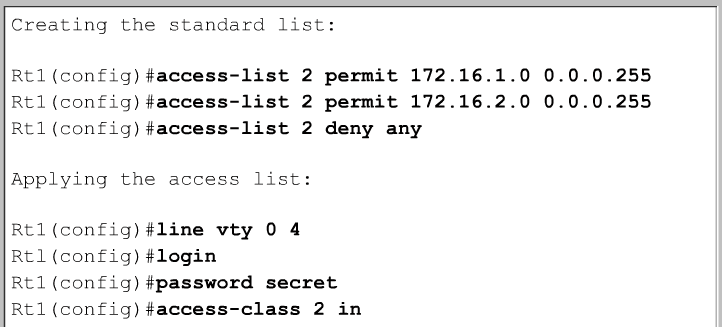 Creating the standard list:
Rt1(config)#access-list 2 permit 172.16.1.0 0.0.0.255
Rt1(config)#access-list 2 permit 172.16.2.0 0.0.0.255
Rt1(config)#access-list 2 deny any
Applying the access list:
Rt1(config)#line vty 0 4
Rtl(config)#login
Rt1(config)#password secret
Rt1(config)#access-class 2 in